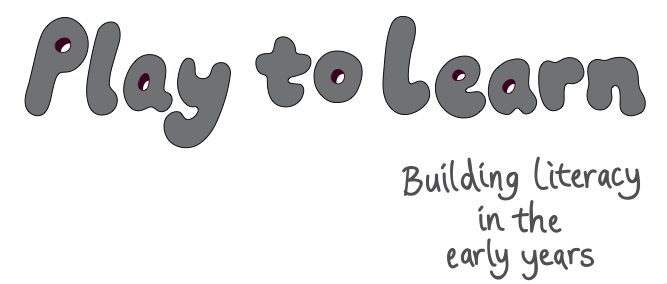 Play to Learn
Building literacy
in the
early years